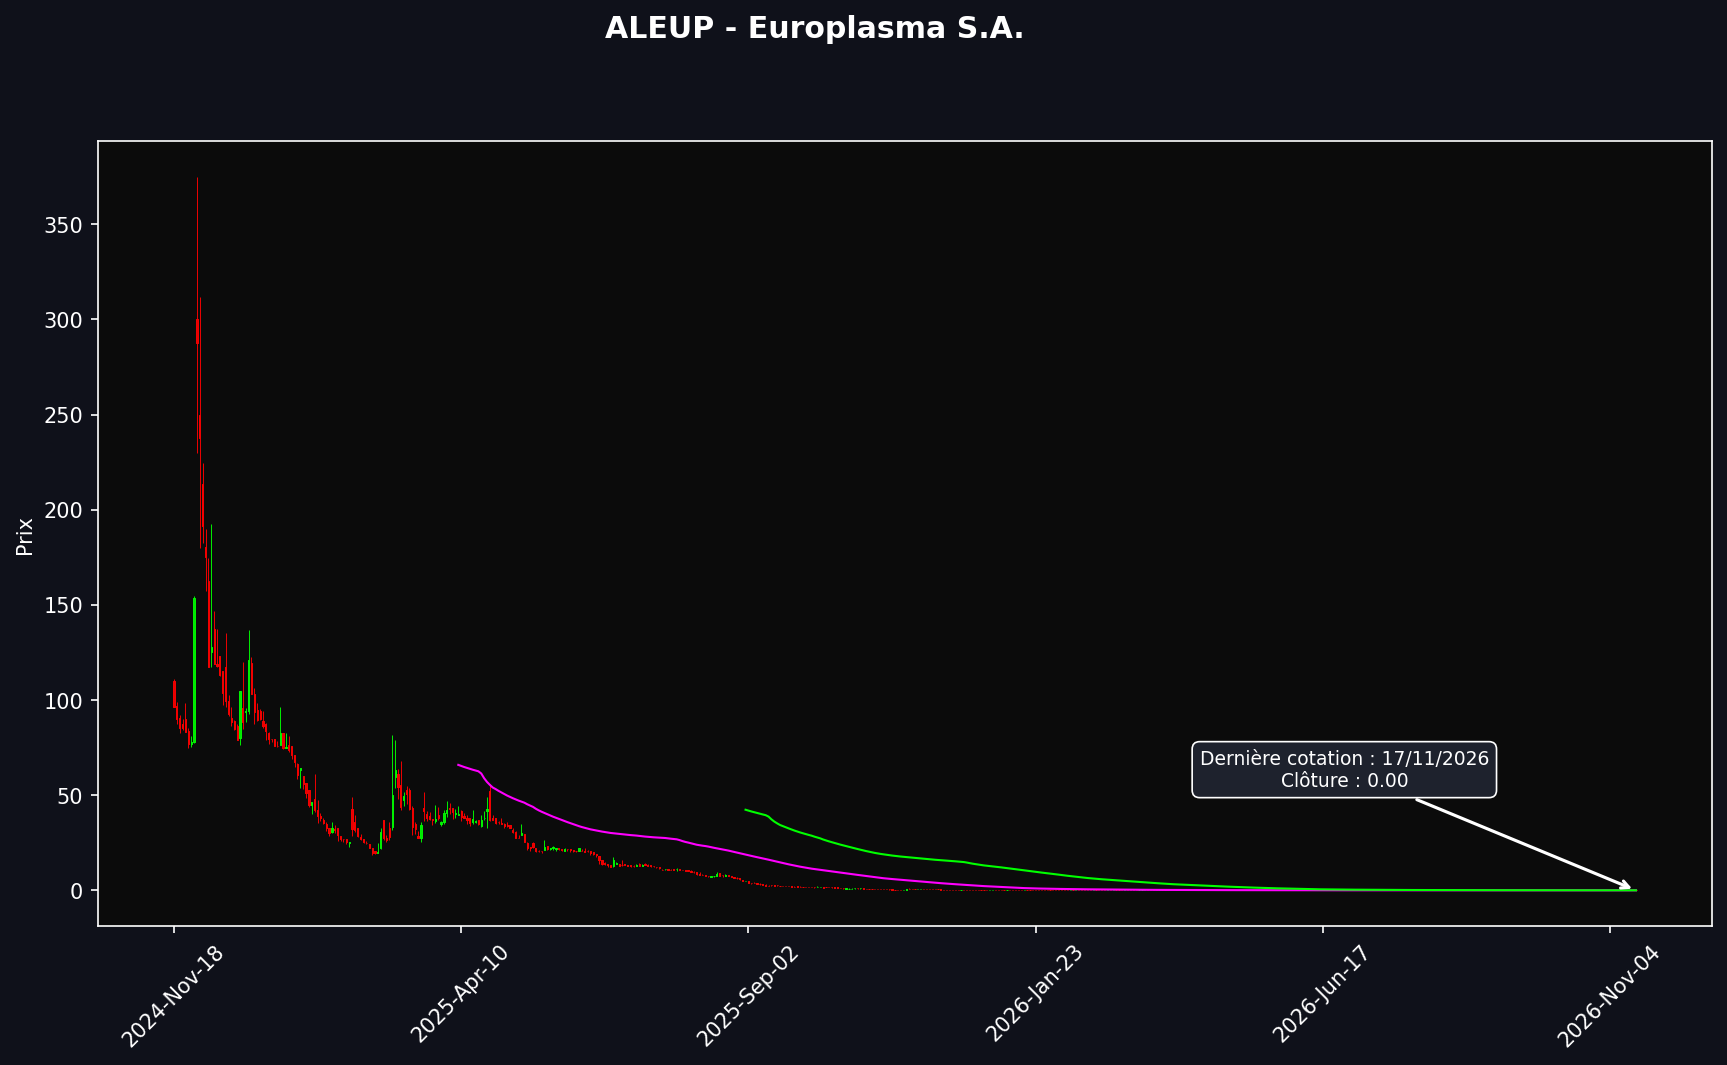 ALEUP - Europlasma S.A.
Prix
350
300
250
200
150
100
50
0
Dernière cotation : 17/11/2026
Clôture : 0.00
2024-Nov-18
2025-Apr-10
2025-Sep-02
2026-Jan-23
2026-Jun-17
2026-Nov-04